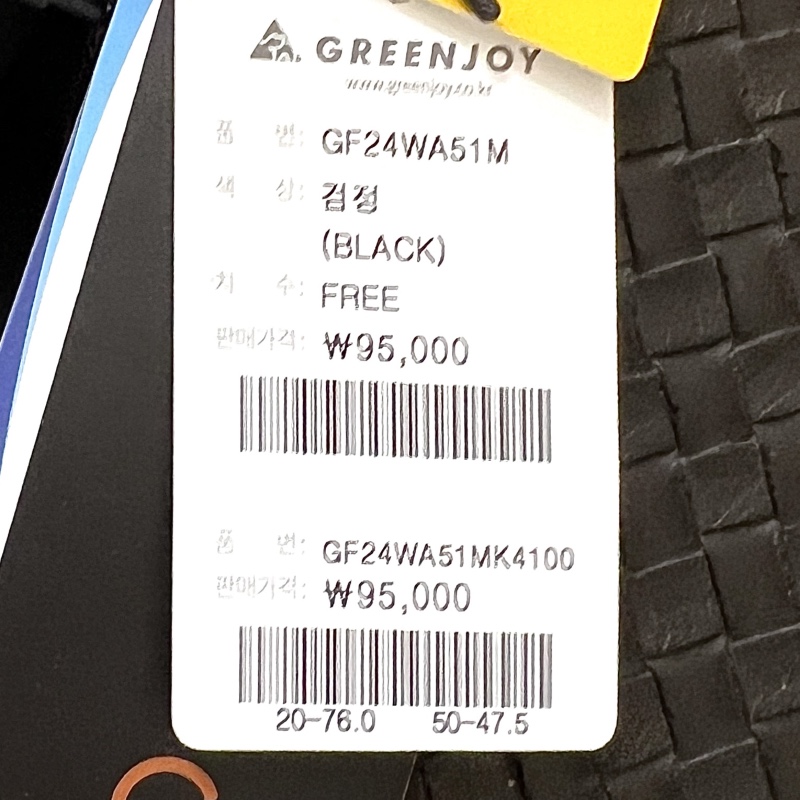 GREENJOY
www.greenjoy.co.kr
품 번: GF24WA51M
색 상: 검정
(BLACK)
치 수: FREE
판매가격: ₩95,000
품 번: GF24WA51MK4100
판매가격: ₩95,000
20-76.0 50-47.5